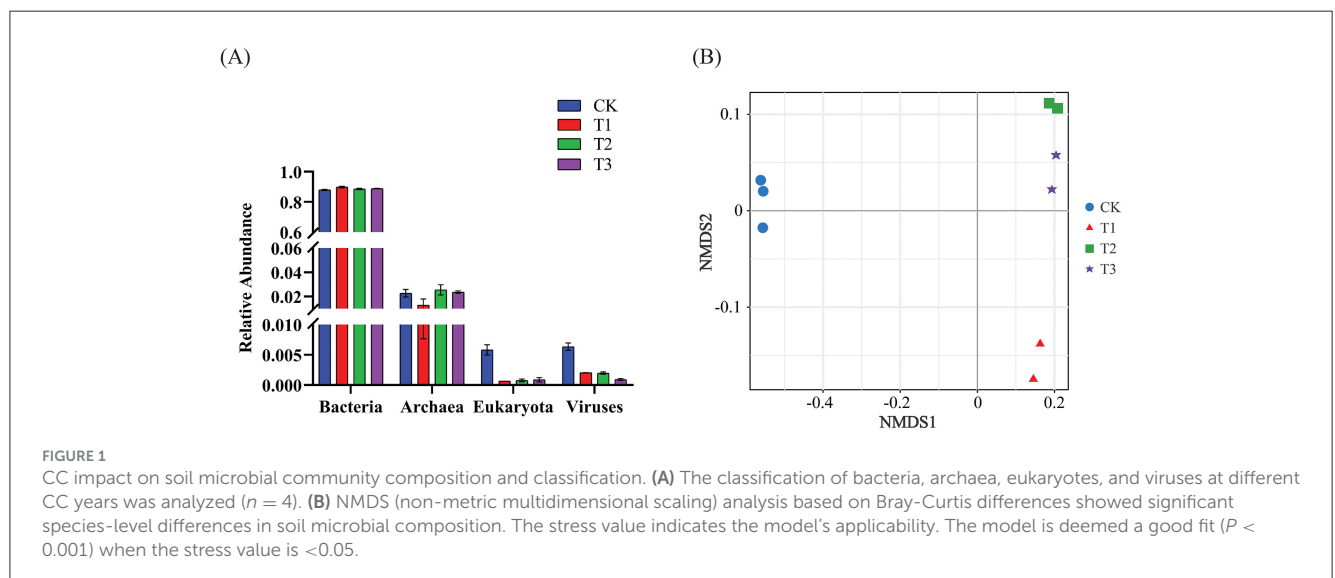 (A)
CK
T1
T2
T3
Relative Abundance
1.0
0.8
0.6
0.06
0.04
0.02
0.010
0.005
0.000
Bacteria Archaea Eukaryota Viruses
(B)
NMDS2
0.1
0
-0.1
-0.4 -0.2 0 0.2
NMDS1
CK
T1
T2
T3
FIGURE 1
CC impact on soil microbial community composition and classification. (A) The classification of bacteria, archaea, eukaryotes, and viruses at different
CC years was analyzed (n = 4). (B) NMDS (non-metric multidimensional scaling) analysis based on Bray-Curtis differences showed significant
species-level differences in soil microbial composition. The stress value indicates the model's applicability. The model is deemed a good fit (P <
0.001) when the stress value is <0.05.